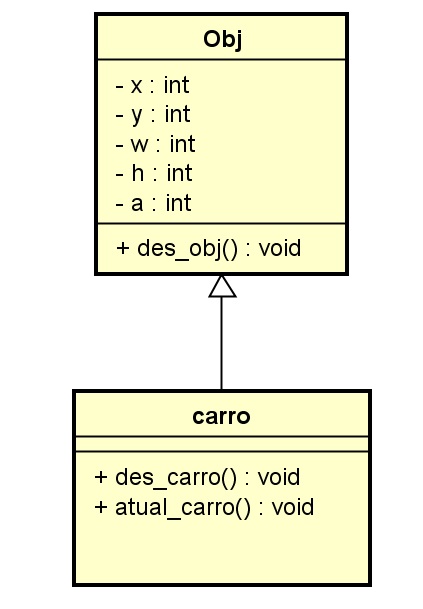 Obj
- x : int
- y : int
- w : int
- h : int
- a : int
+ des_obj() : void
carro
+ des_carro() : void
+ atual_carro() : void